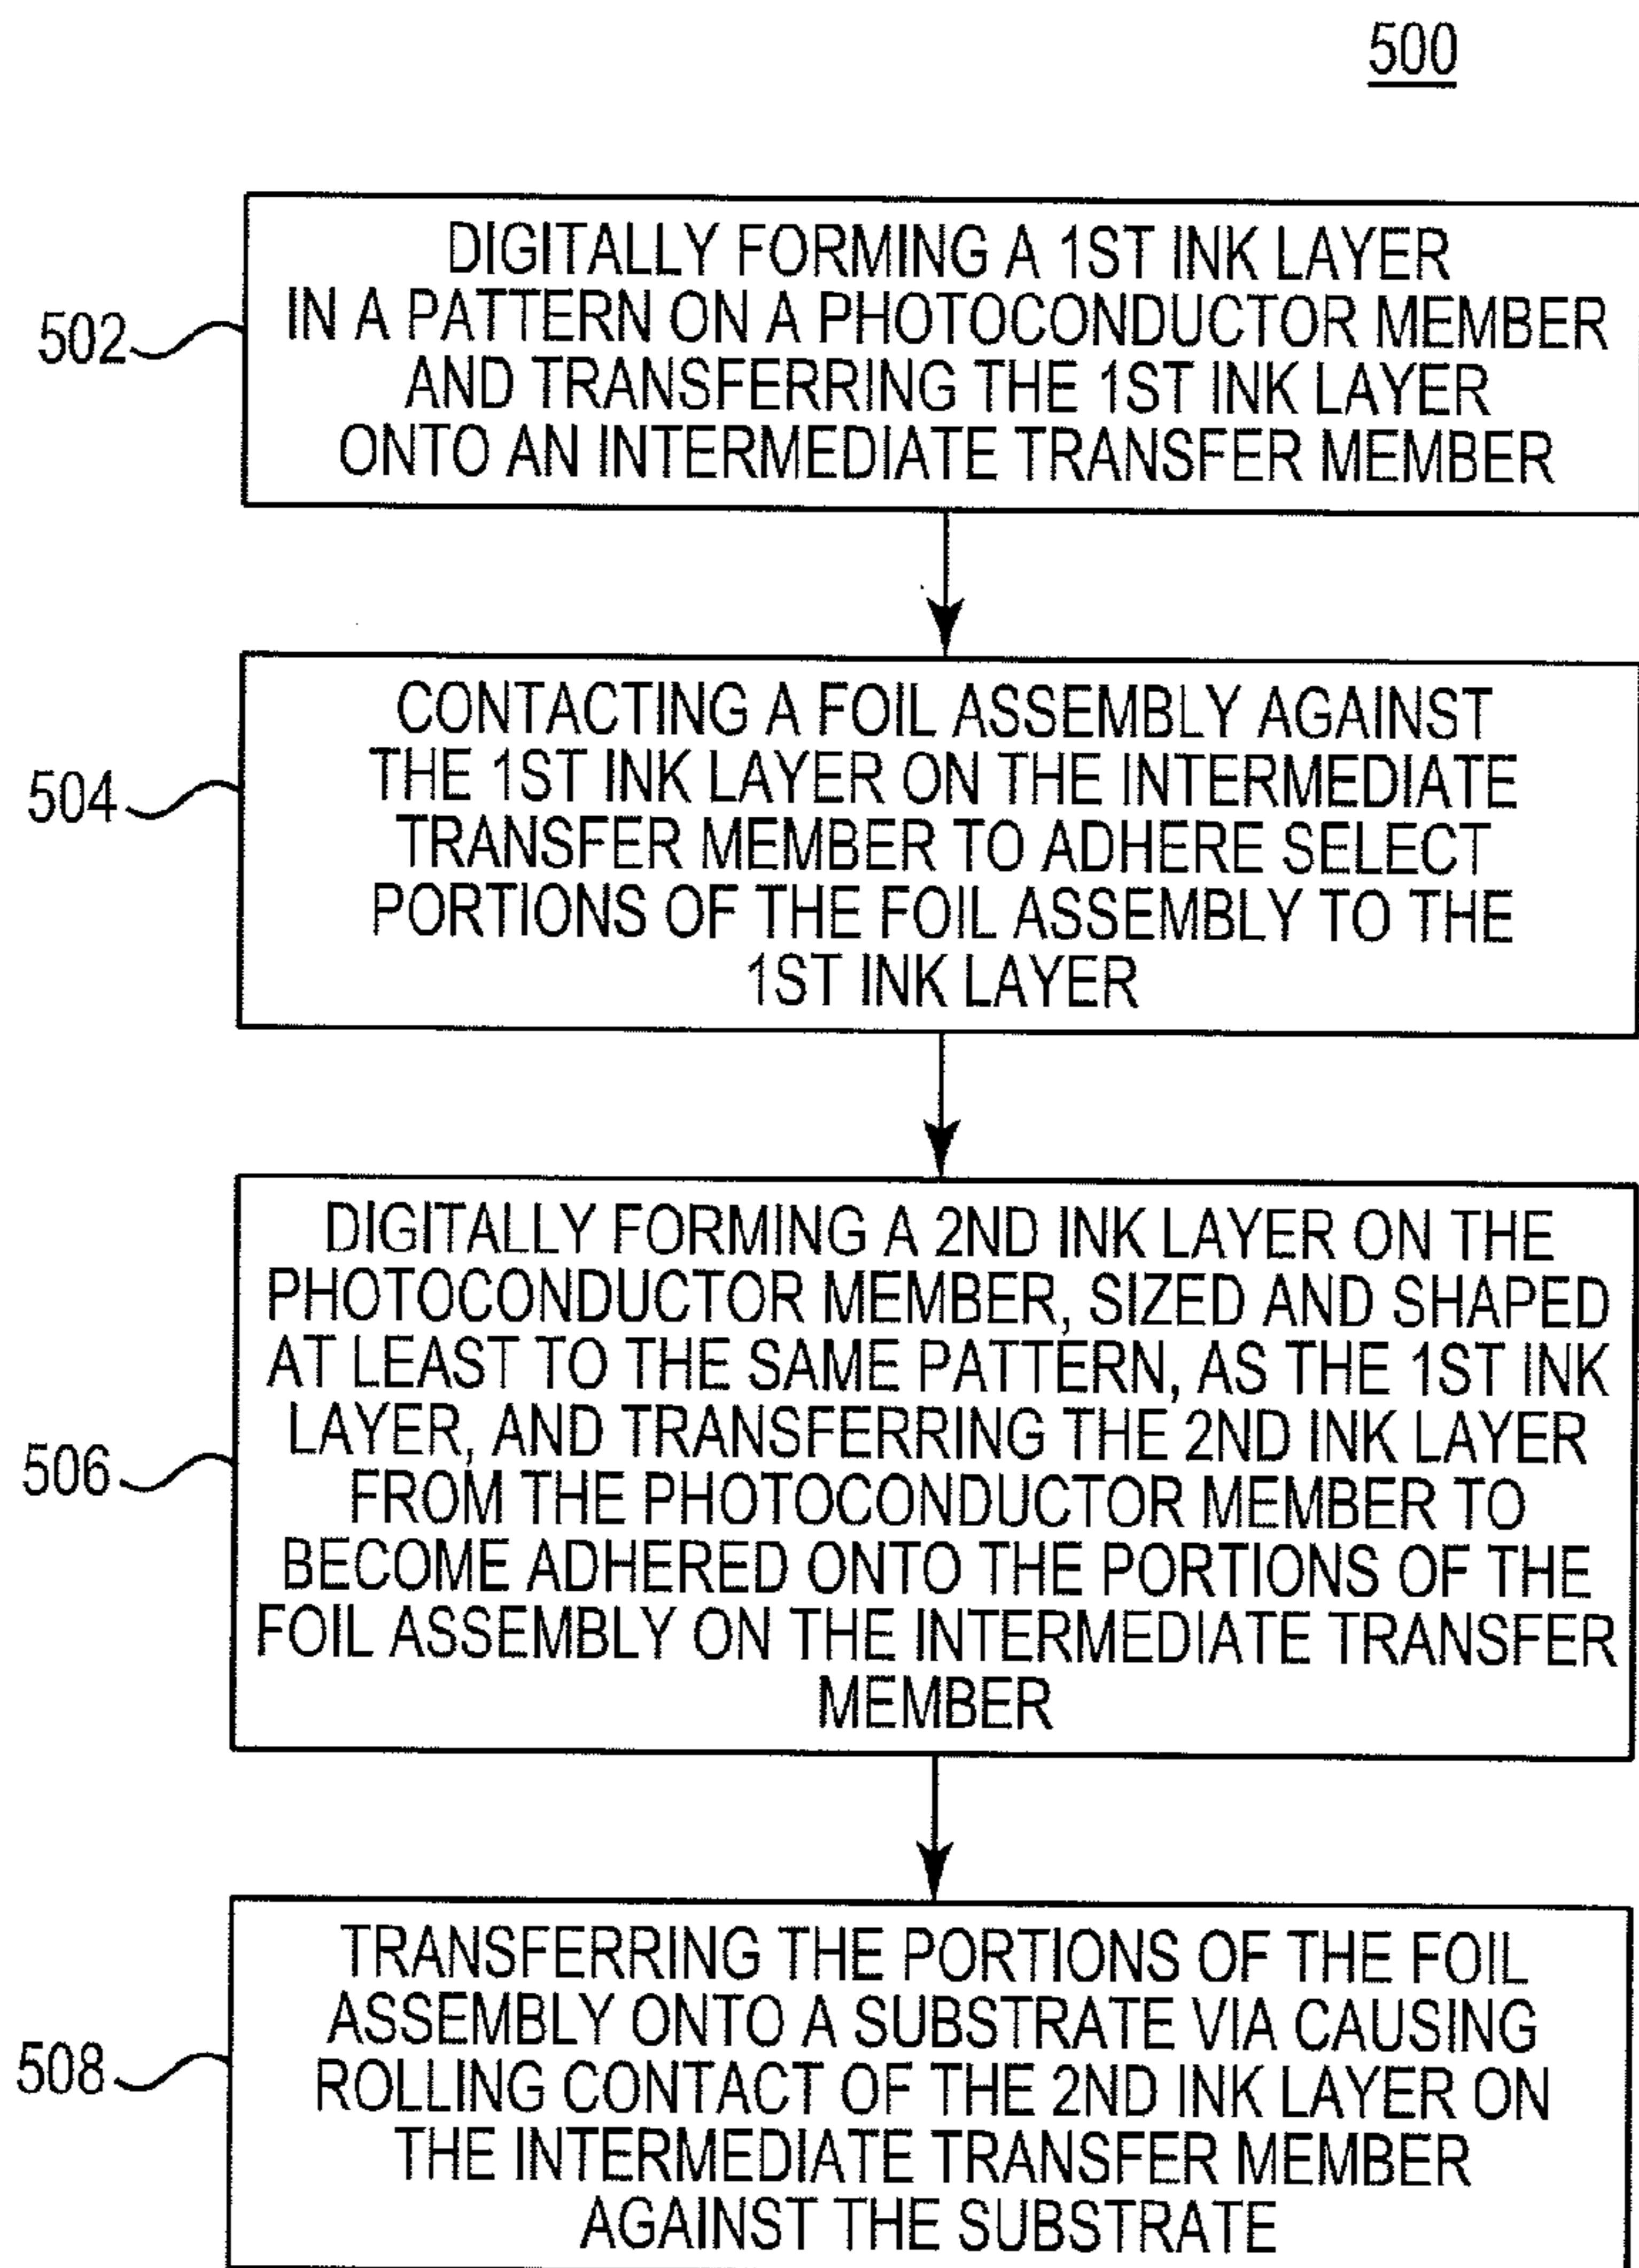 500
502
DIGITALLY FORMING A 1ST INK LAYER
IN A PATTERN ON A PHOTOCONDUCTOR MEMBER
AND TRANSFERRING THE 1ST INK LAYER
ONTO AN INTERMEDIATE TRANSFER MEMBER
504
CONTACTING A FOIL ASSEMBLY AGAINST
THE 1ST INK LAYER ON THE INTERMEDIATE
TRANSFER MEMBER TO ADHERE SELECT
PORTIONS OF THE FOIL ASSEMBLY TO THE
1ST INK LAYER
506
DIGITALLY FORMING A 2ND INK LAYER ON THE
PHOTOCONDUCTOR MEMBER, SIZED AND SHAPED
AT LEAST TO THE SAME PATTERN, AS THE 1ST INK
LAYER, AND TRANSFERRING THE 2ND INK LAYER
FROM THE PHOTOCONDUCTOR MEMBER TO
BECOME ADHERED ONTO THE PORTIONS OF THE
FOIL ASSEMBLY ON THE INTERMEDIATE TRANSFER
MEMBER
508
TRANSFERRING THE PORTIONS OF THE FOIL
ASSEMBLY ONTO A SUBSTRATE VIA CAUSING
ROLLING CONTACT OF THE 2ND INK LAYER ON
THE INTERMEDIATE TRANSFER MEMBER
AGAINST THE SUBSTRATE